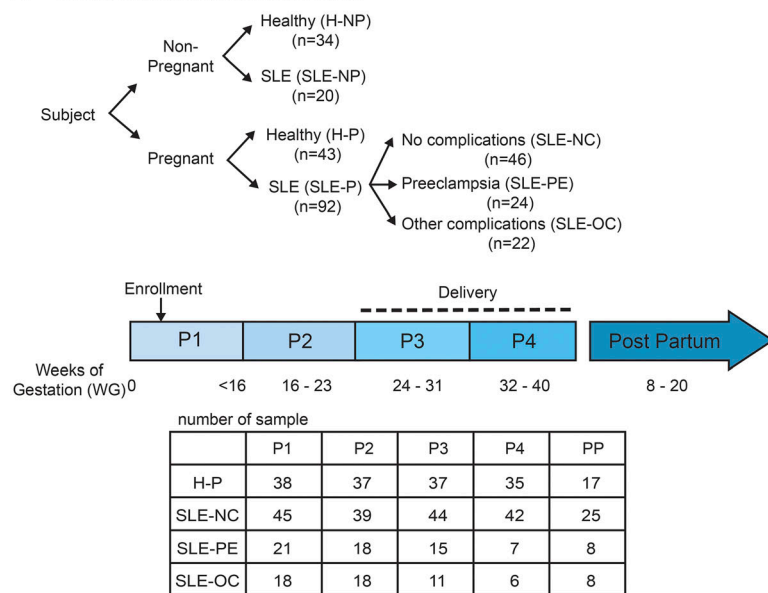 Healthy (H-NP)
(n=34)
Non-
Pregnant
SLE (SLE-NP)
(n=20)
Subject
Healthy (H-P)
(n=43)
Pregnant
SLE (SLE-P)
(n=92)
No complications (SLE-NC)
(n=46)
Preeclampsia (SLE-PE)
(n=24)
Other complications (SLE-OC)
(n=22)
Enrollment
Delivery
P1 P2 P3 P4 Post Partum
Weeks of
Gestation (WG)
0 <16 16 - 23 24 - 31 32 - 40 8 - 20
number of sample
P1 P2 P3 P4 PP
H-P 38 37 37 35 17
SLE-NC 45 39 44 42 25
SLE-PE 21 18 15 7 8
SLE-OC 18 18 11 6 8